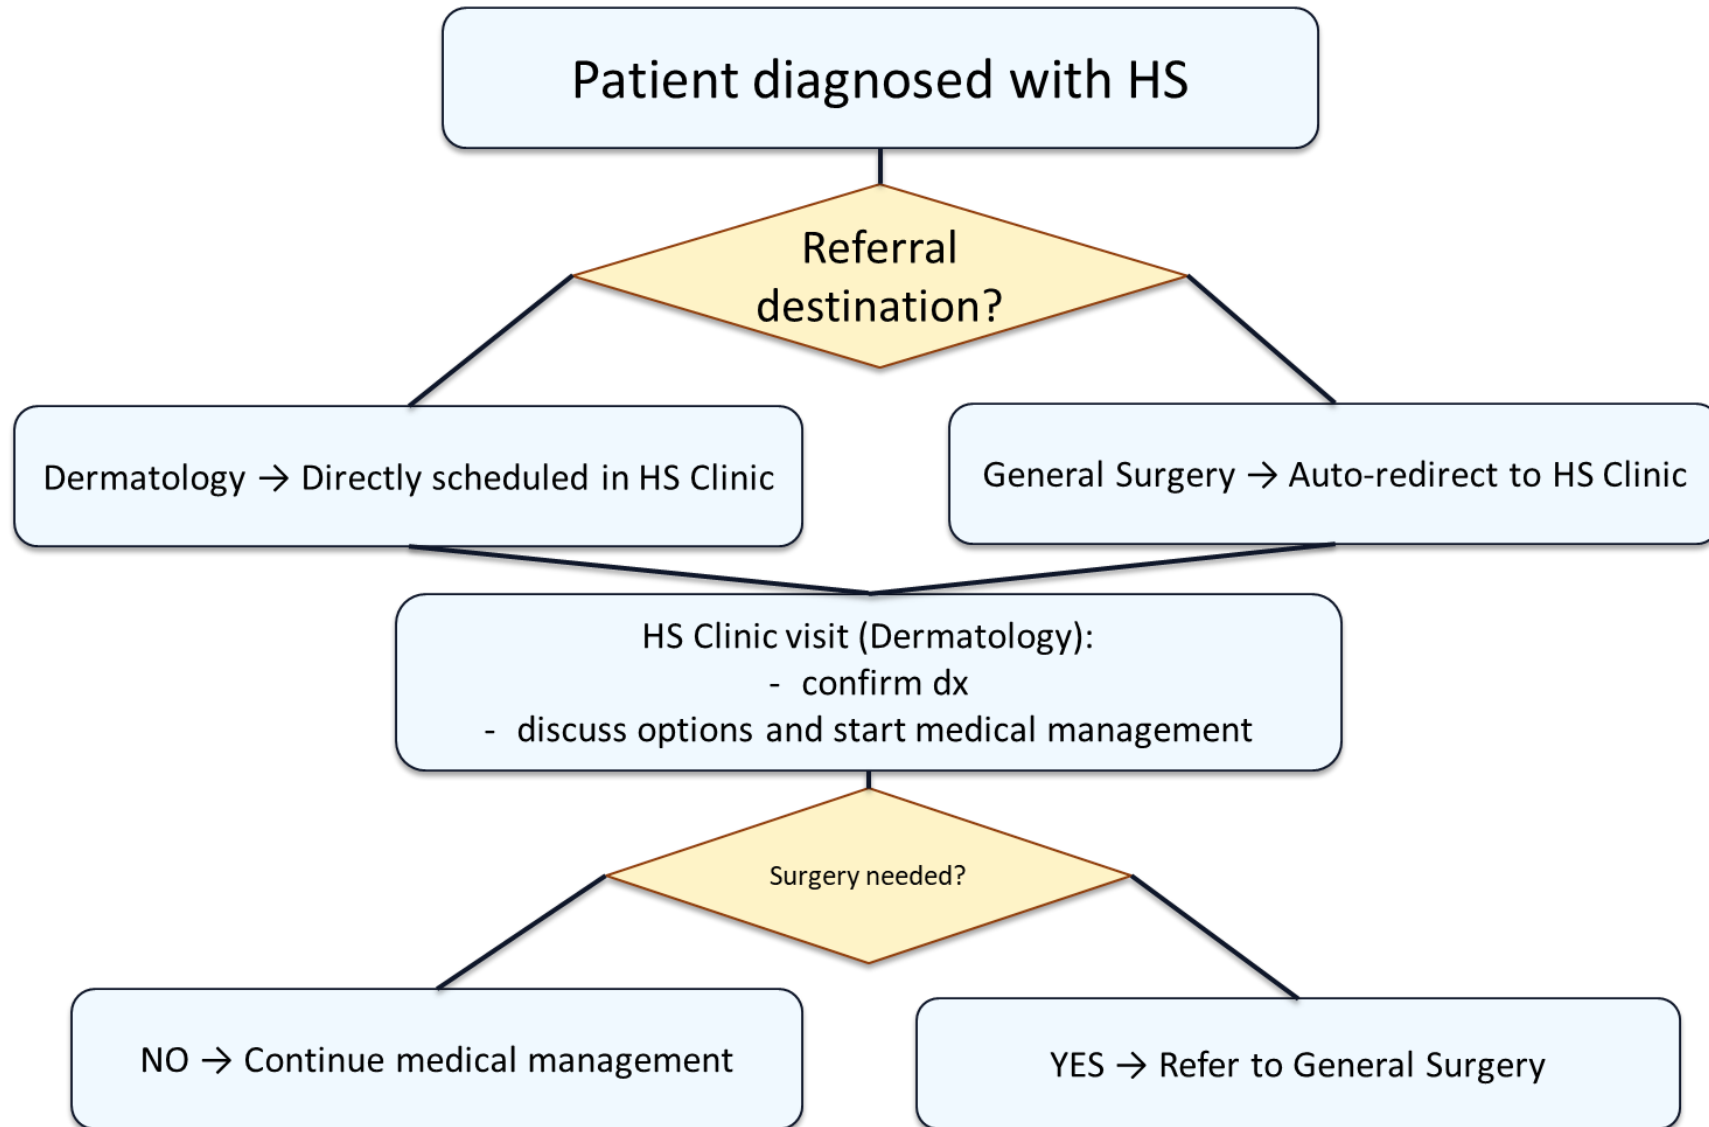 Patient diagnosed with HS
Referral
destination?
Dermatology → Directly scheduled in HS Clinic
General Surgery → Auto-redirect to HS Clinic
HS Clinic visit (Dermatology):
- confirm dx
- discuss options and start medical management
Surgery needed?
NO → Continue medical management
YES → Refer to General Surgery